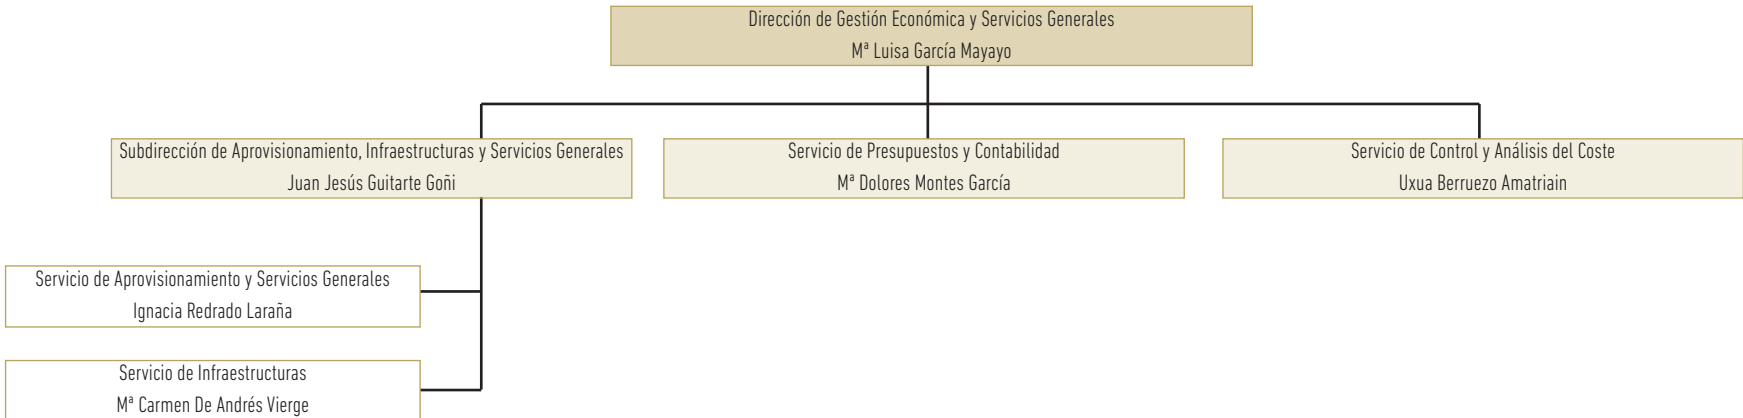 Dirección de Gestión Económica y Servicios Generales
Mª Luisa García Mayayo
Subdirección de Aprovisionamiento, Infraestructuras y Servicios Generales
Juan Jesús Guitarte Goñi
Servicio de Presupuestos y Contabilidad
Mª Dolores Montes García
Servicio de Control y Análisis del Coste
Uxua Berruezo Amatriain
Servicio de Aprovisionamiento y Servicios Generales
Ignacia Redrado Laraña
Servicio de Infraestructuras
Mª Carmen De Andrés Vierge